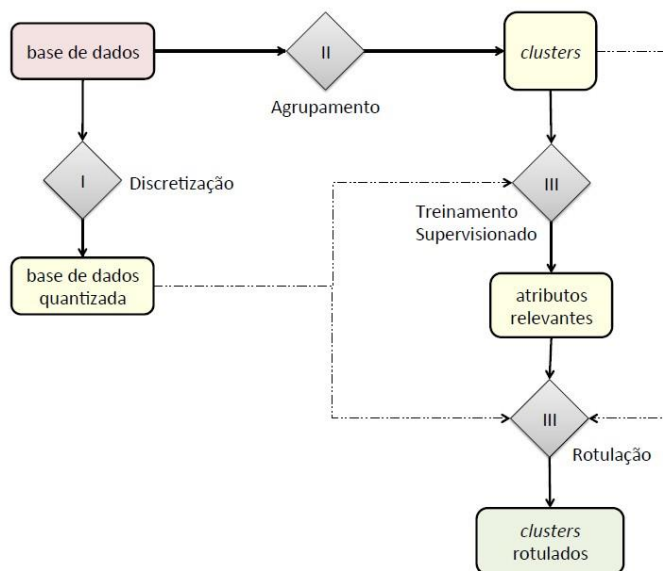 base de dados
II
clusters
Agrupamento
I
Discretização
III
Treinamento
Supervisionado
base de dados
quantizada
atributos
relevantes
III
Rotulação
clusters
rotulados